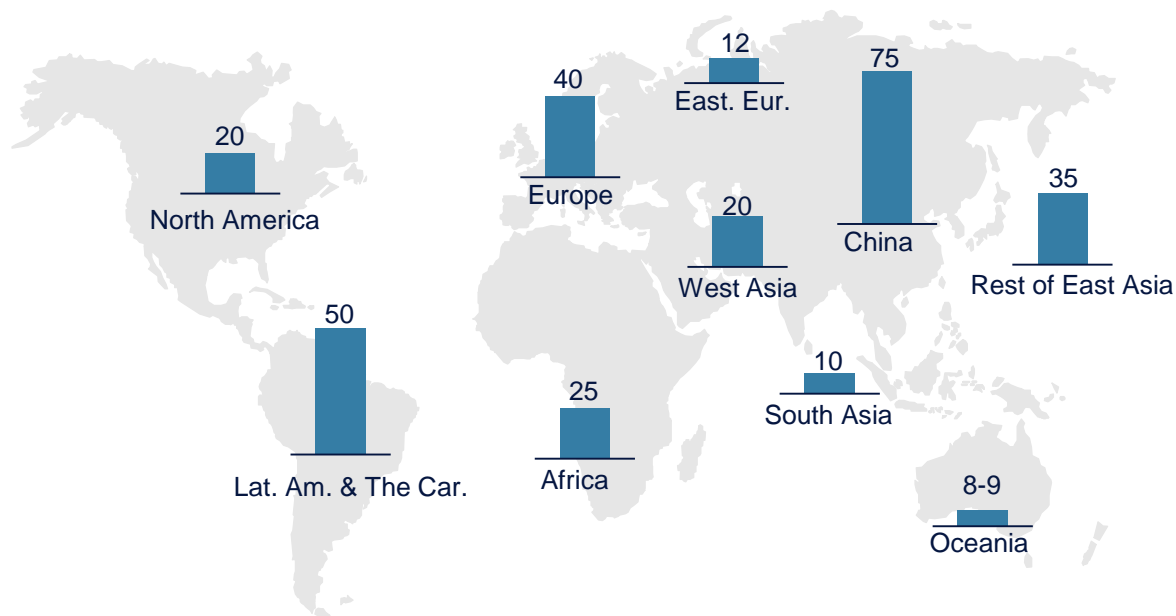 12
East. Eur.
75
China
40
Europe
20
North America
20
West Asia
35
Rest of East Asia
50
Lat. Am. & The Car.
25
Africa
10
South Asia
8-9
Oceania